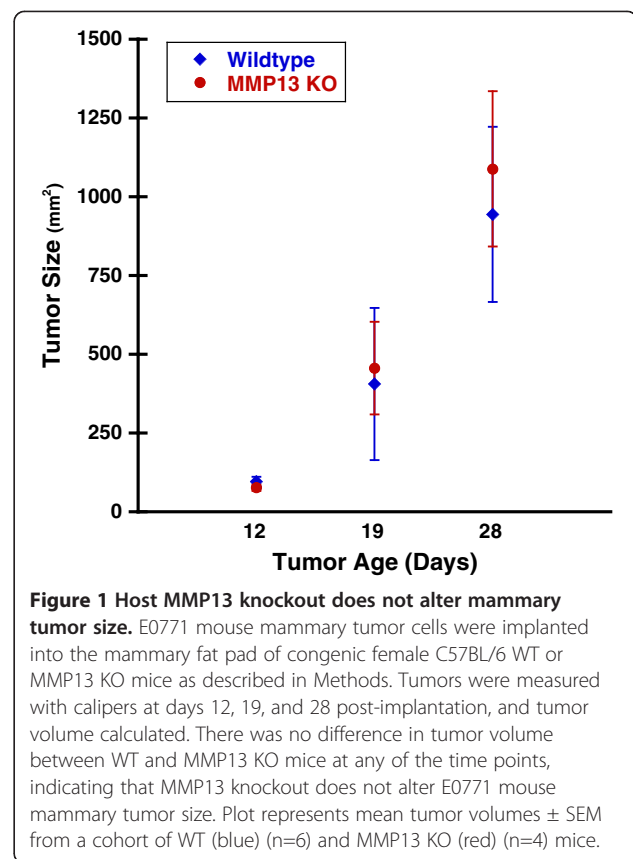 1500
Wildtype
MMP13 KO
1250
1000
750
500
250
0
Tumor Size (mm²)
12 19 28
Tumor Age (Days)
Figure 1 Host MMP13 knockout does not alter mammary
tumor size. E0771 mouse mammary tumor cells were implanted
into the mammary fat pad of congenic female C57BL/6 WT or
MMP13 KO mice as described in Methods. Tumors were measured
with calipers at days 12, 19, and 28 post-implantation, and tumor
volume calculated. There was no difference in tumor volume
between WT and MMP13 KO mice at any of the time points,
indicating that MMP13 knockout does not alter E0771 mouse
mammary tumor size. Plot represents mean tumor volumes ± SEM
from a cohort of WT (blue) (n=6) and MMP13 KO (red) (n=4) mice.